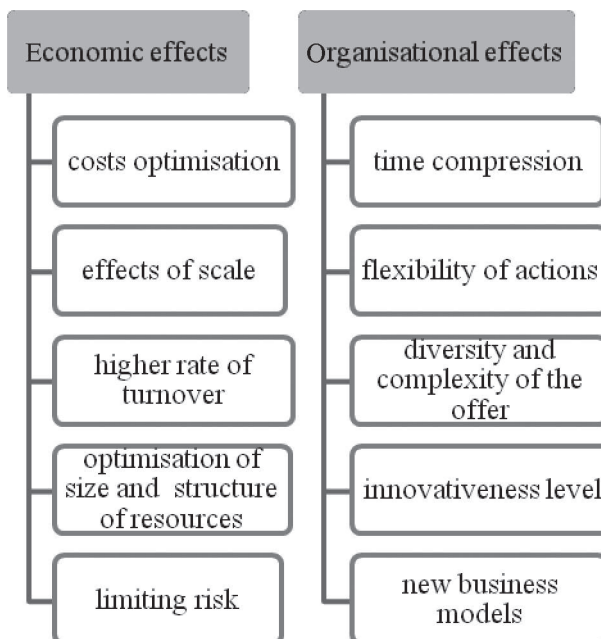 Economic effects
costs optimisation
effects of scale
higher rate of
turnover
optimisation of
size and structure
of resources
limiting risk
Organisational effects
time compression
flexibility of actions
diversity and
complexity of the
offer
innovativeness level
new business
models